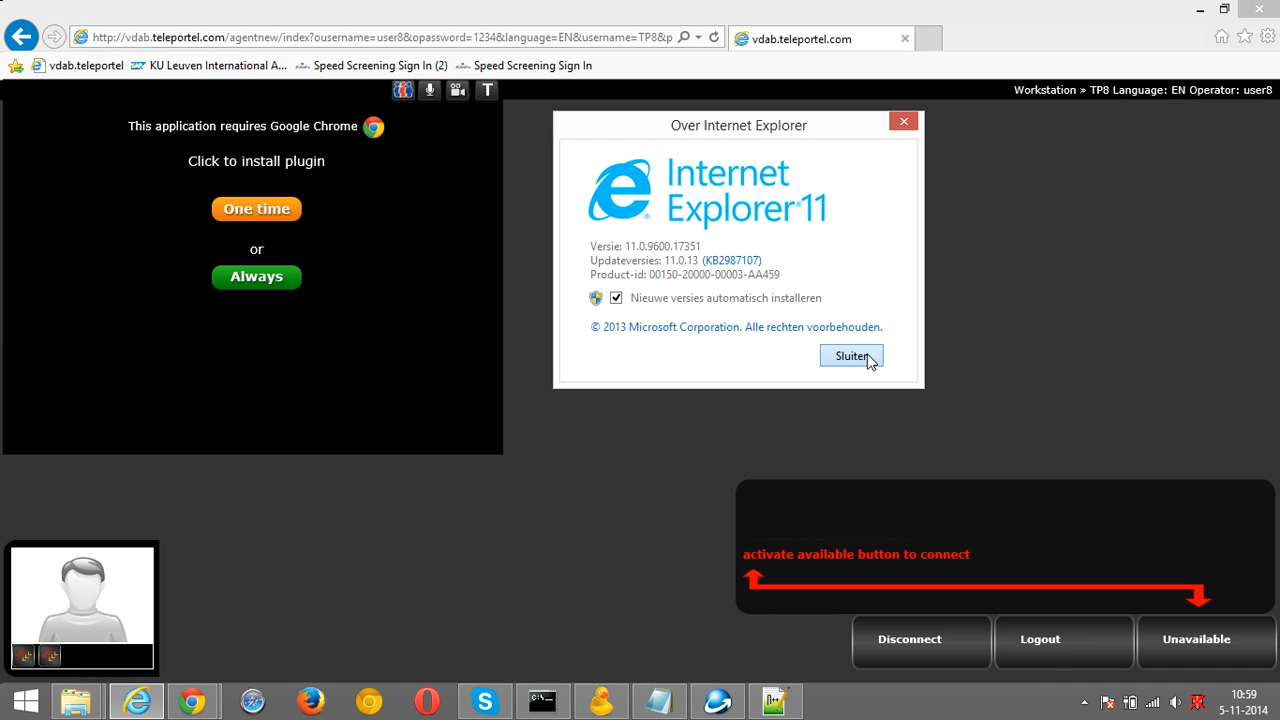 http://vdab.teleportel.com/agentnew/index?ousername=user8&opassword=1234&language=EN&username=TP8&p
vdab.teleportel.com
vdab.teleportel
KU Leuven International A...
Speed Screening Sign In (2)
Speed Screening Sign In
T
Workstation » TP8 Language: EN Operator: user8
This application requires Google Chrome
Click to install plugin
One time
or
Always
Over Internet Explorer
Internet
Explorer 11
Versie: 11.0.9600.17351
Updateversies: 11.0.13 (KB2987107)
Product-id: 00150-20000-00003-AA459
Nieuwe versies automatisch installeren
© 2013 Microsoft Corporation. Alle rechten voorbehouden.
Sluiten
activate available button to connect
Disconnect
Logout
Unavailable
10:59
5-11-2014